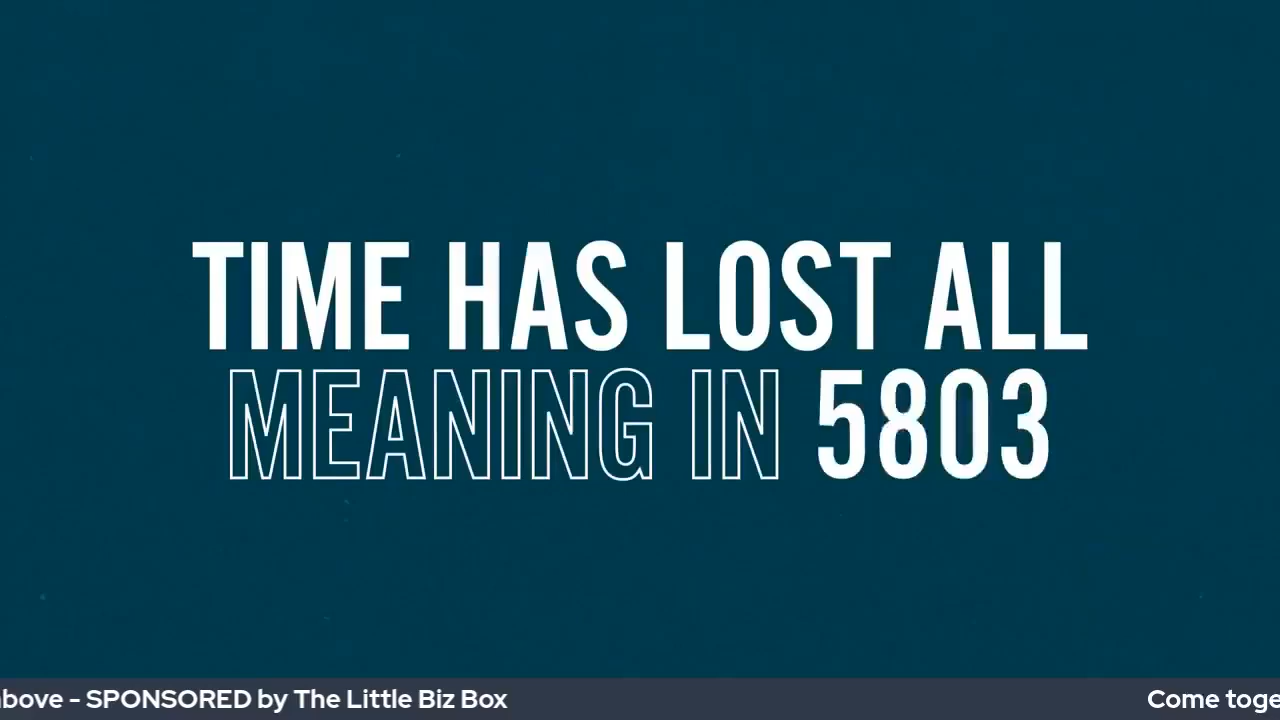 TIME HAS LOST ALL
MEANING IN 5803
above - SPONSORED by The Little Biz Box
Come toge